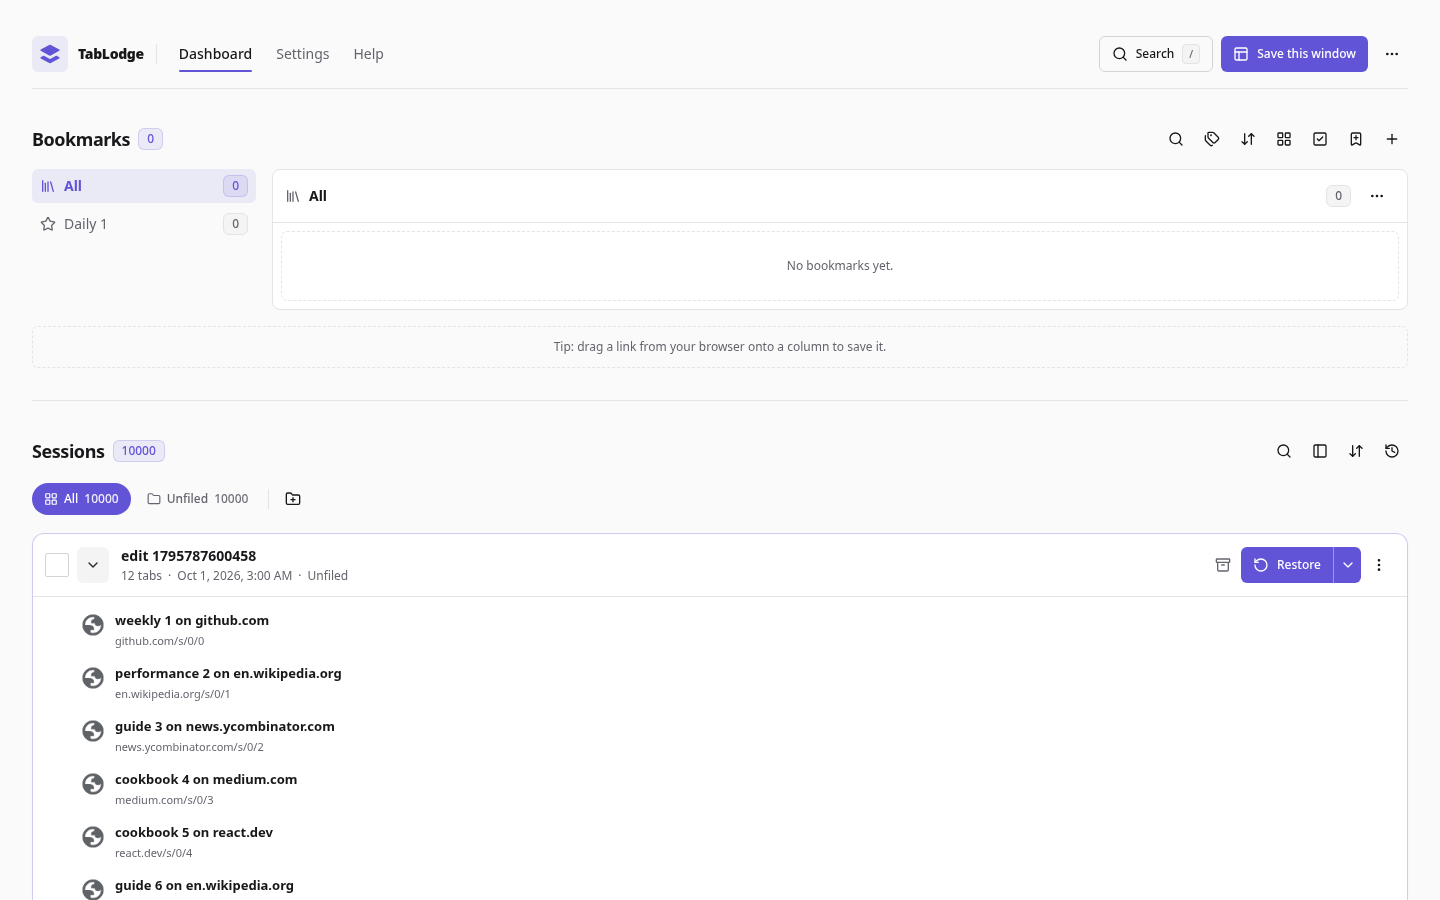 TabLodge
Dashboard
Settings
Help
Search /
Save this window
Bookmarks 0
All 0
Daily 1 0
All 0
No bookmarks yet.
Tip: drag a link from your browser onto a column to save it.
Sessions 10000
All 10000
Unfiled 10000
edit 1795787600458
12 tabs · Oct 1, 2026, 3:00 AM · Unfiled
Restore
weekly 1 on github.com
github.com/s/0/0
performance 2 on en.wikipedia.org
en.wikipedia.org/s/0/1
guide 3 on news.ycombinator.com
news.ycombinator.com/s/0/2
cookbook 4 on medium.com
medium.com/s/0/3
cookbook 5 on react.dev
react.dev/s/0/4
guide 6 on en.wikipedia.org